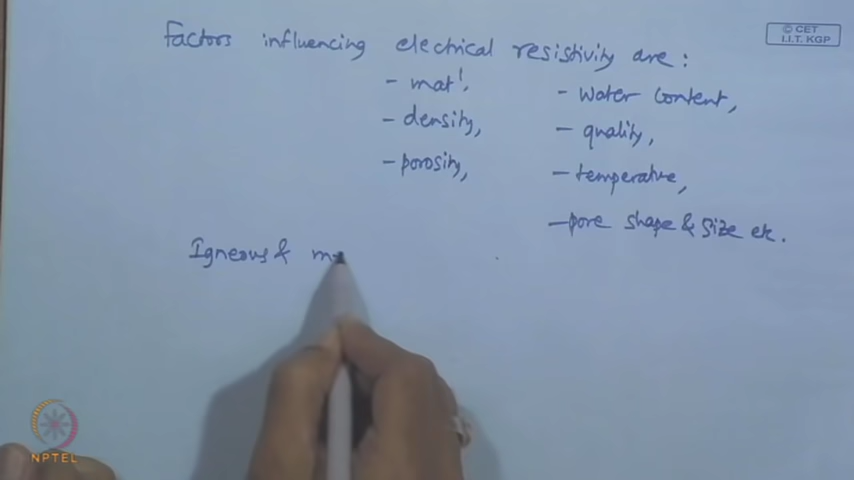 © CET
I.I.T. KGP
Factors influencing electrical resistivity are :
- mat',
- density,
- porosity,
- Water content,
- quality,
- temperature,
- pore shape & size etc.
Igneous & m
NPTEL